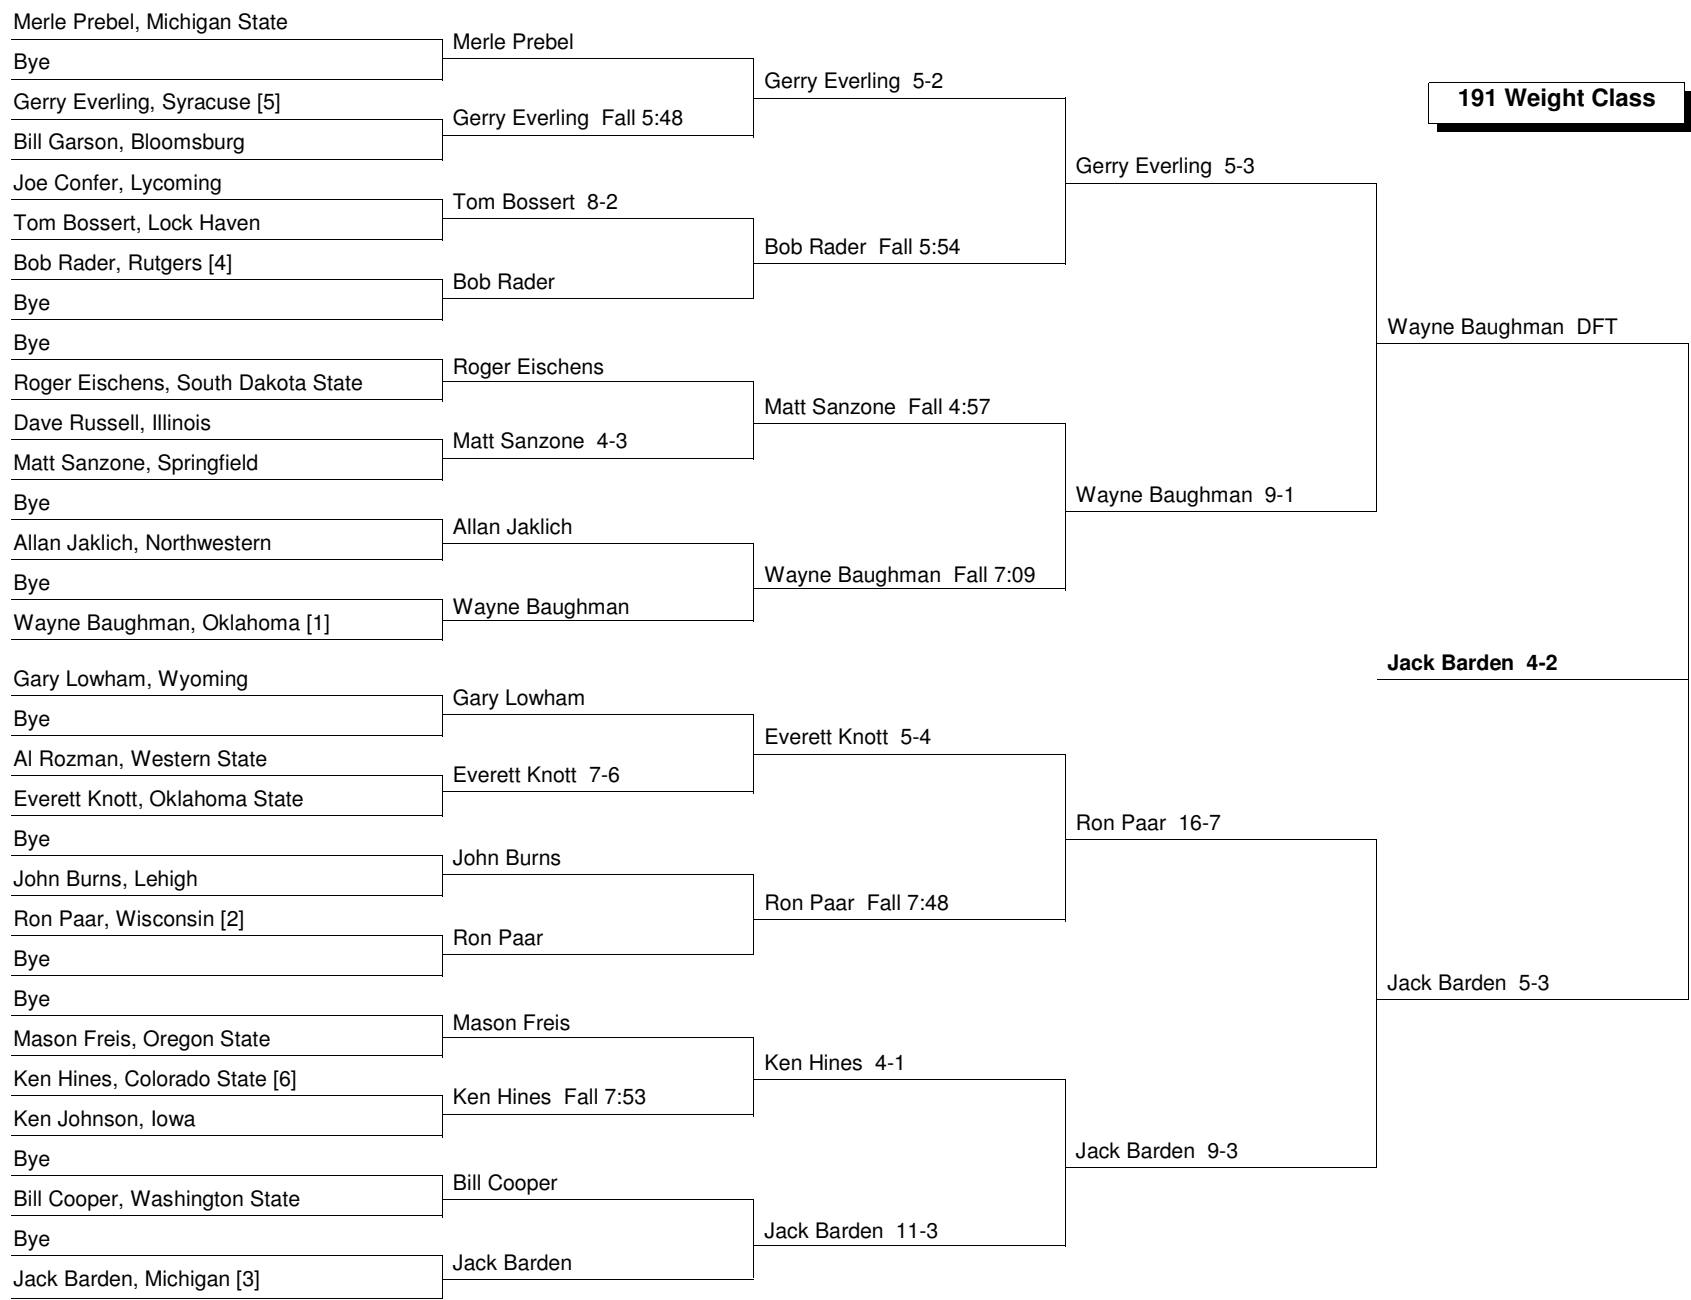 Merle Prebel, Michigan State
Bye
Gerry Everling, Syracuse [5]
Bill Garson, Bloomsburg
Joe Confer, Lycoming
Tom Bossert, Lock Haven
Bob Rader, Rutgers [4]
Bye
Bye
Roger Eischens, South Dakota State
Dave Russell, Illinois
Matt Sanzone, Springfield
Bye
Allan Jaklich, Northwestern
Bye
Wayne Baughman, Oklahoma [1]
Gary Lowham, Wyoming
Bye
Al Rozman, Western State
Everett Knott, Oklahoma State
Bye
John Burns, Lehigh
Ron Paar, Wisconsin [2]
Bye
Bye
Mason Freis, Oregon State
Ken Hines, Colorado State [6]
Ken Johnson, Iowa
Bye
Bill Cooper, Washington State
Bye
Jack Barden, Michigan [3]
Merle Prebel
Gerry Everling  Fall 5:48
Tom Bossert  8-2
Bob Rader
Roger Eischens
Matt Sanzone  4-3
Allan Jaklich
Wayne Baughman
Gary Lowham
Everett Knott  7-6
John Burns
Ron Paar
Mason Freis
Ken Hines  Fall 7:53
Bill Cooper
Jack Barden
Gerry Everling  5-2
Bob Rader  Fall 5:54
Matt Sanzone  Fall 4:57
Wayne Baughman  Fall 7:09
Everett Knott  5-4
Ron Paar  Fall 7:48
Ken Hines  4-1
Jack Barden  11-3
Gerry Everling  5-3
Wayne Baughman  9-1
Ron Paar  16-7
Jack Barden  9-3
191 Weight Class
Wayne Baughman  DFT
Jack Barden  4-2
Jack Barden  5-3